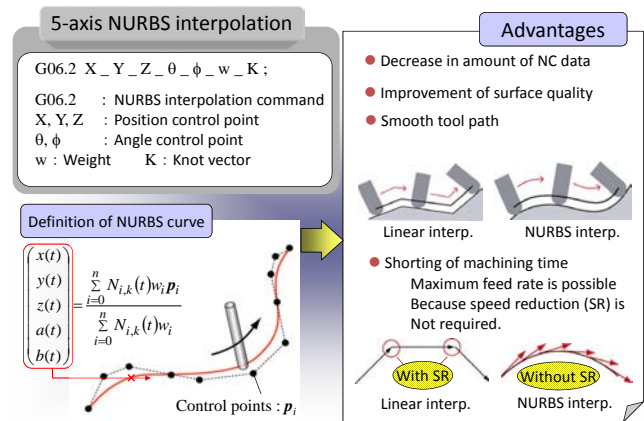 5-axis NURBS interpolation
G06.2 X _ Y _ Z _ θ _ ϕ _ w _ K ;
G06.2 : NURBS interpolation command
X, Y, Z : Position control point
θ, ϕ : Angle control point
w : Weight K : Knot vector
Definition of NURBS curve
x(t)
y(t)
z(t)
a(t)
b(t)
= \frac{\sum_{i=0}^{n} N_{i,k}(t) w_i p_i}{\sum_{i=0}^{n} N_{i,k}(t) w_i}
Control points : p_i
Advantages
Decrease in amount of NC data
Improvement of surface quality
Smooth tool path
Linear interp. NURBS interp.
Shorting of machining time
Maximum feed rate is possible
Because speed reduction (SR) is
Not required.
With SR Without SR
Linear interp. NURBS interp.